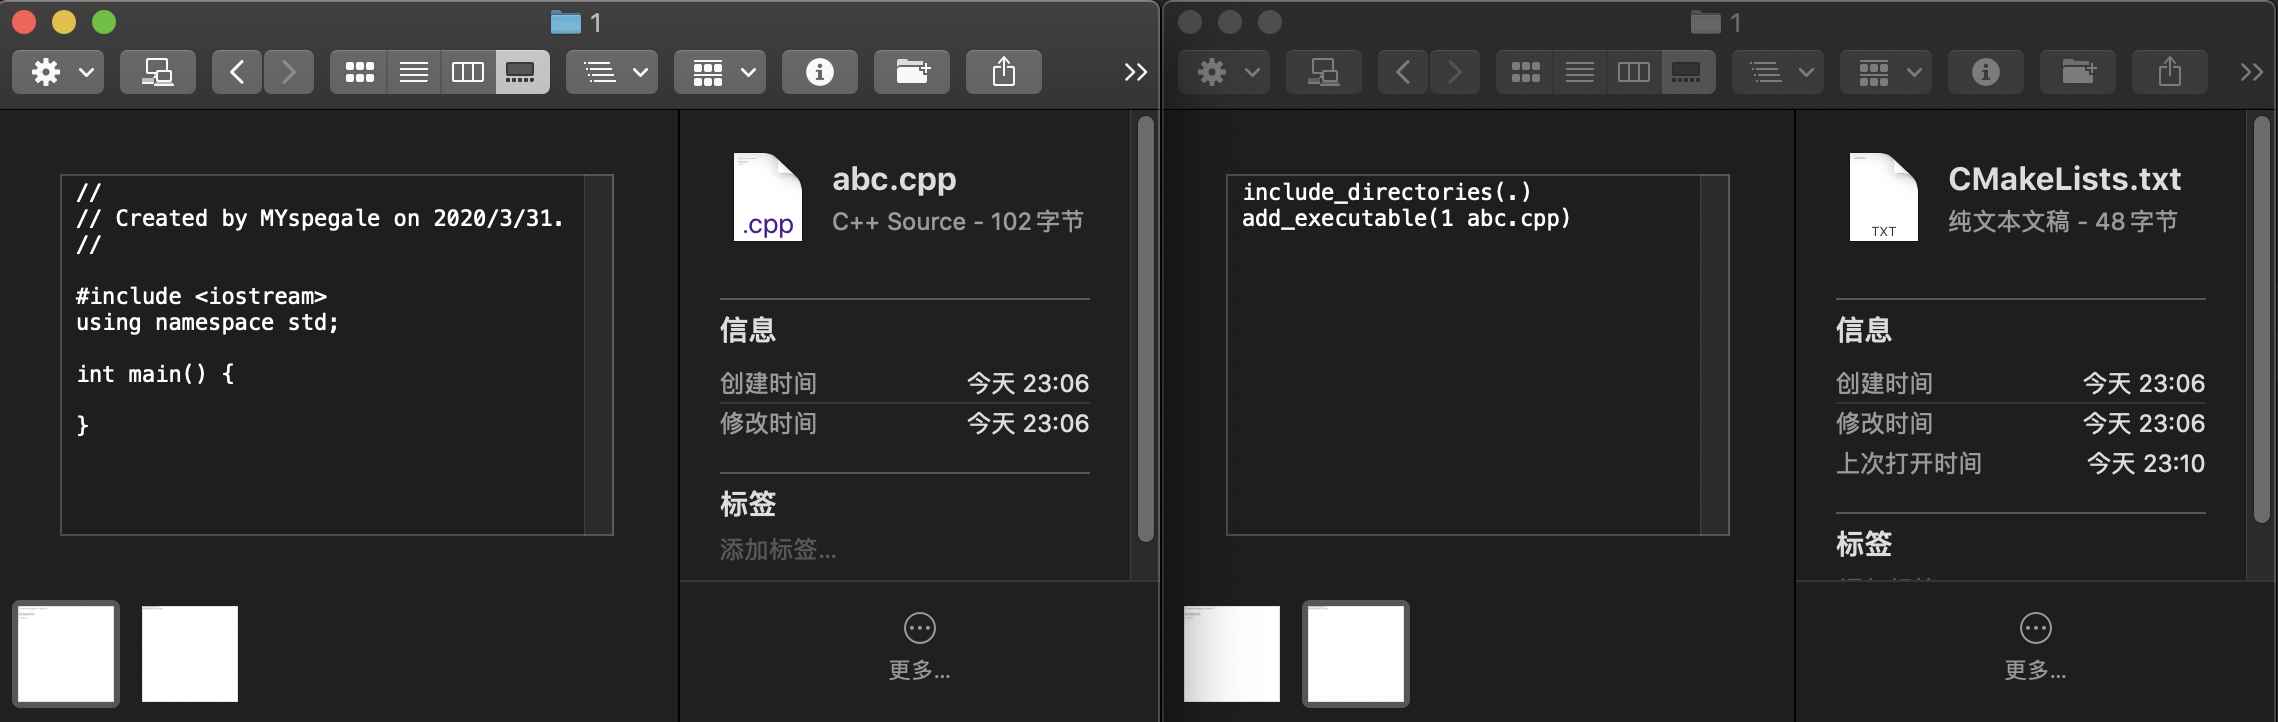 1
//
// Created by MYspegale on 2020/3/31.
//
#include <iostream>
using namespace std;
int main() {
}
.cpp
abc.cpp
C++ Source - 102 字节
信息
创建时间 今天 23:06
修改时间 今天 23:06
标签
添加标签...
更多...
1
include_directories(.)
add_executable(1 abc.cpp)
TXT
CMakeLists.txt
纯文本文稿 - 48 字节
信息
创建时间 今天 23:06
修改时间 今天 23:06
上次打开时间 今天 23:10
标签
更多...